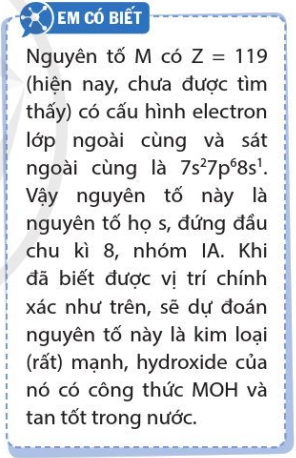 EM CÓ BIẾT
Nguyên tố M có Z = 119
(hiện nay, chưa được tìm
thấy) có cấu hình electron
lớp ngoài cùng và sát
ngoài cùng là 7s²7p⁶8s¹.
Vậy nguyên tố này là
nguyên tố họ s, đứng đầu
chu kì 8, nhóm IA. Khi
đã biết được vị trí chính
xác như trên, sẽ dự đoán
nguyên tố này là kim loại
(rất) mạnh, hydroxide của
nó có công thức MOH và
tan tốt trong nước.